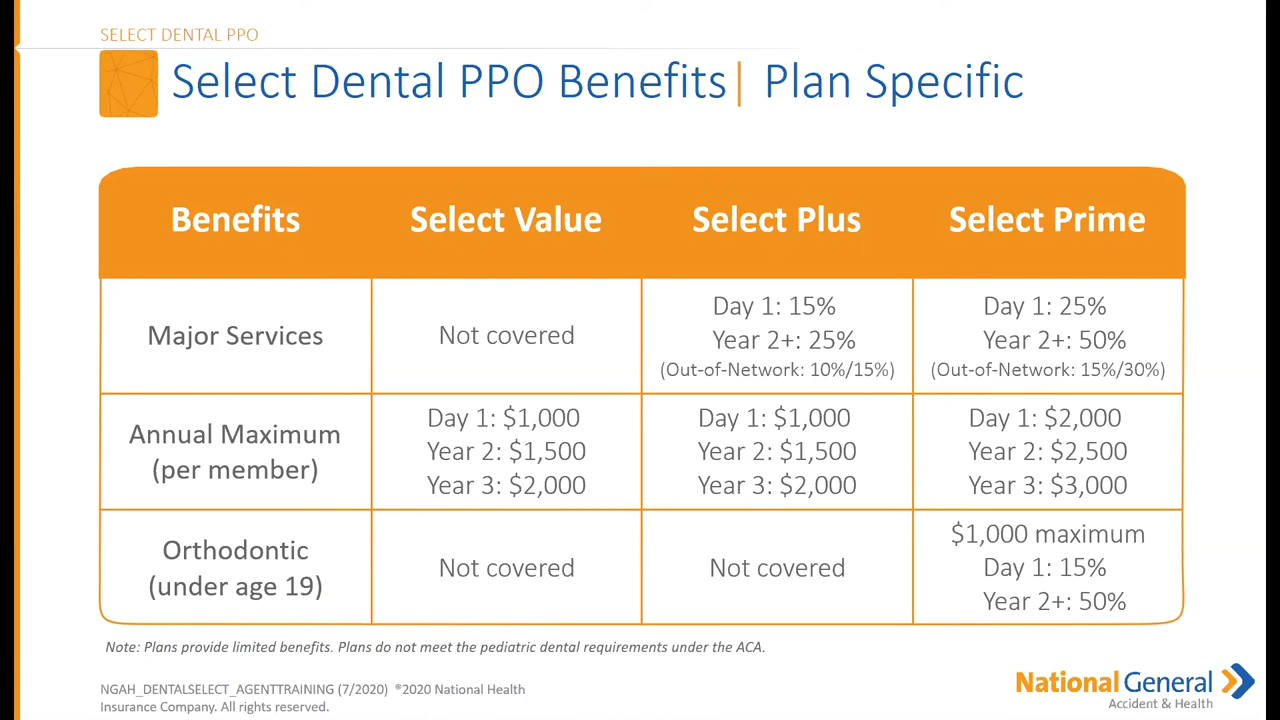 SELECT DENTAL PPO
Select Dental PPO Benefits| Plan Specific
Benefits
Select Value
Select Plus
Select Prime
Major Services
Not covered
Day 1: 15%
Year 2+: 25%
(Out-of-Network: 10%/15%)
Day 1: 25%
Year 2+: 50%
(Out-of-Network: 15%/30%)
Annual Maximum
(per member)
Day 1: $1,000
Year 2: $1,500
Year 3: $2,000
Day 1: $1,000
Year 2: $1,500
Year 3: $2,000
Day 1: $2,000
Year 2: $2,500
Year 3: $3,000
Orthodontic
(under age 19)
Not covered
Not covered
$1,000 maximum
Day 1: 15%
Year 2+: 50%
Note: Plans provide limited benefits. Plans do not meet the pediatric dental requirements under the ACA.
NGAH_DENTALSELECT_AGENTTRAINING (7/2020) ®2020 National Health
Insurance Company. All rights reserved.
National General
Accident & Health